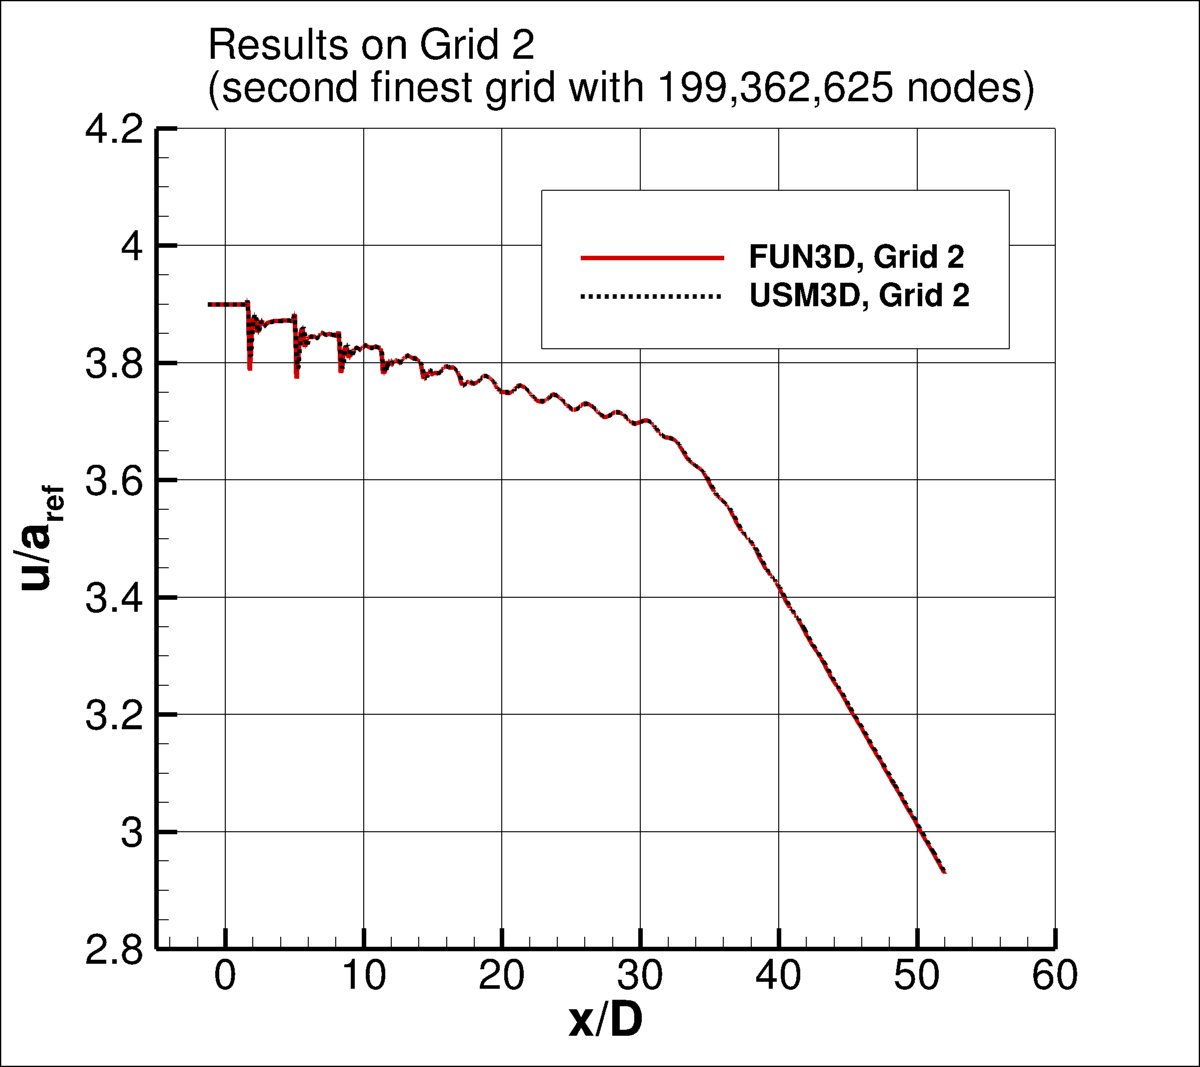 Results on Grid 2
(second finest grid with 199,362,625 nodes)
4.2
4
3.8
3.6
3.4
3.2
3
2.8
u/aref
FUN3D, Grid 2
USM3D, Grid 2
0 10 20 30 40 50 60
x/D